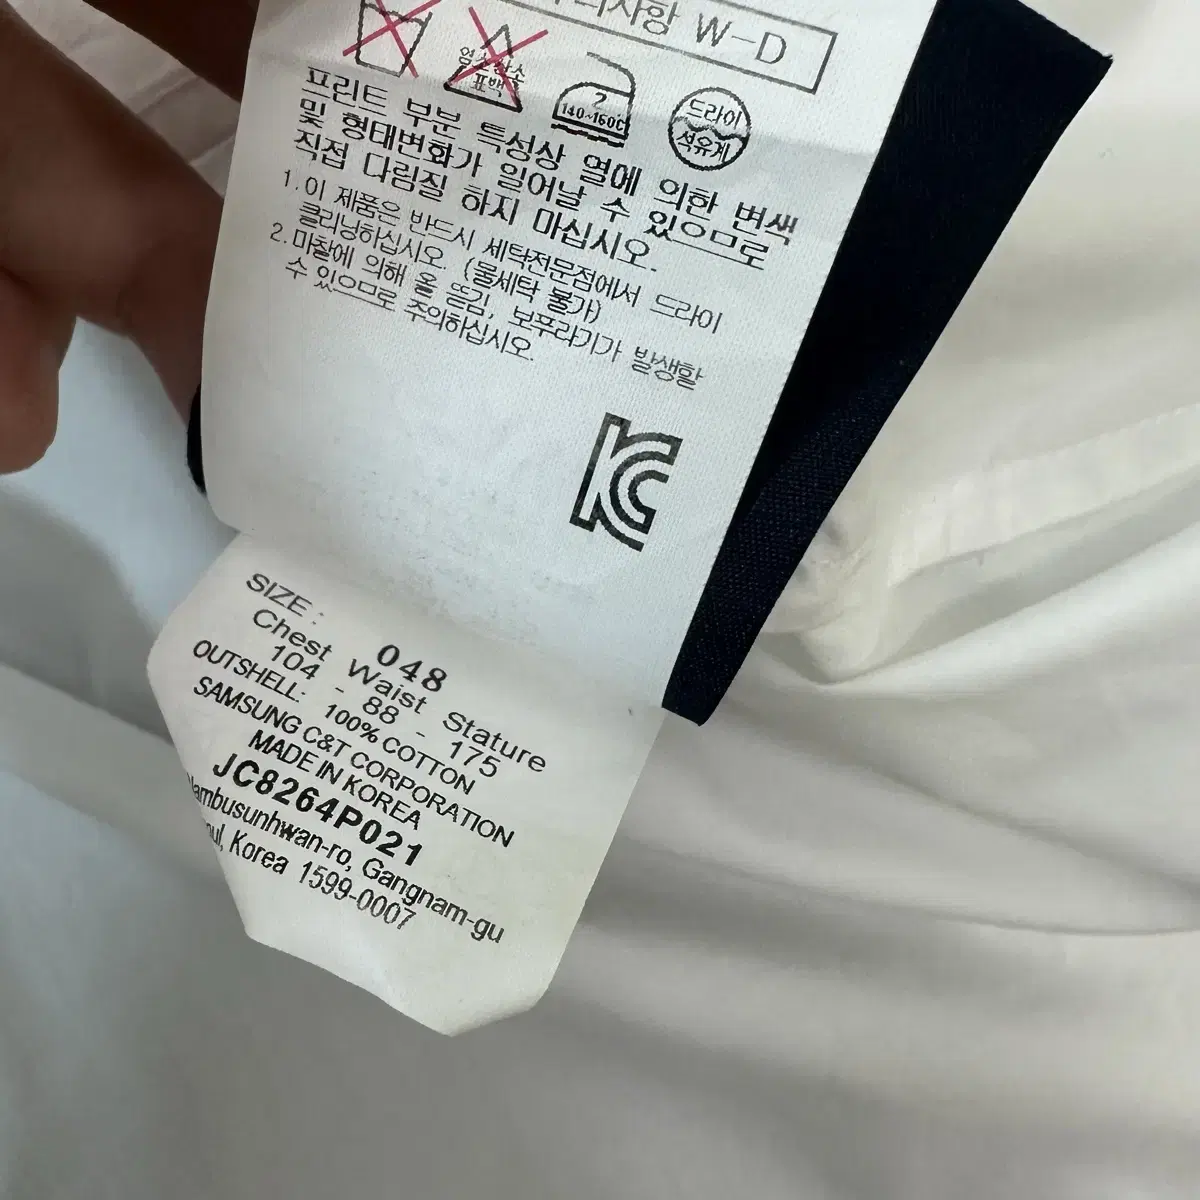 사항 W-D
염소산소
표백
2
140~160℃
드라이
석유계
프린트 부분 특성상 열에 의한 변색
및 형태변화가 일어날 수 있으므로
직접 다림질 하지 마십시오.
1. 이 제품은 반드시 세탁전문점에서 드라이
클리닝하십시오. (물세탁 불가)
2. 마찰에 의해 올 뜯김, 보푸라기가 발생할
수 있으므로 주의하십시오.
KC
SIZE : 048
Chest Waist Stature
104 - 88 - 175
OUTSHELL: 100% COTTON
SAMSUNG C&T CORPORATION
MADE IN KOREA
JC8264P021
Nambusunhwan-ro, Gangnam-gu
Korea 1599-0007